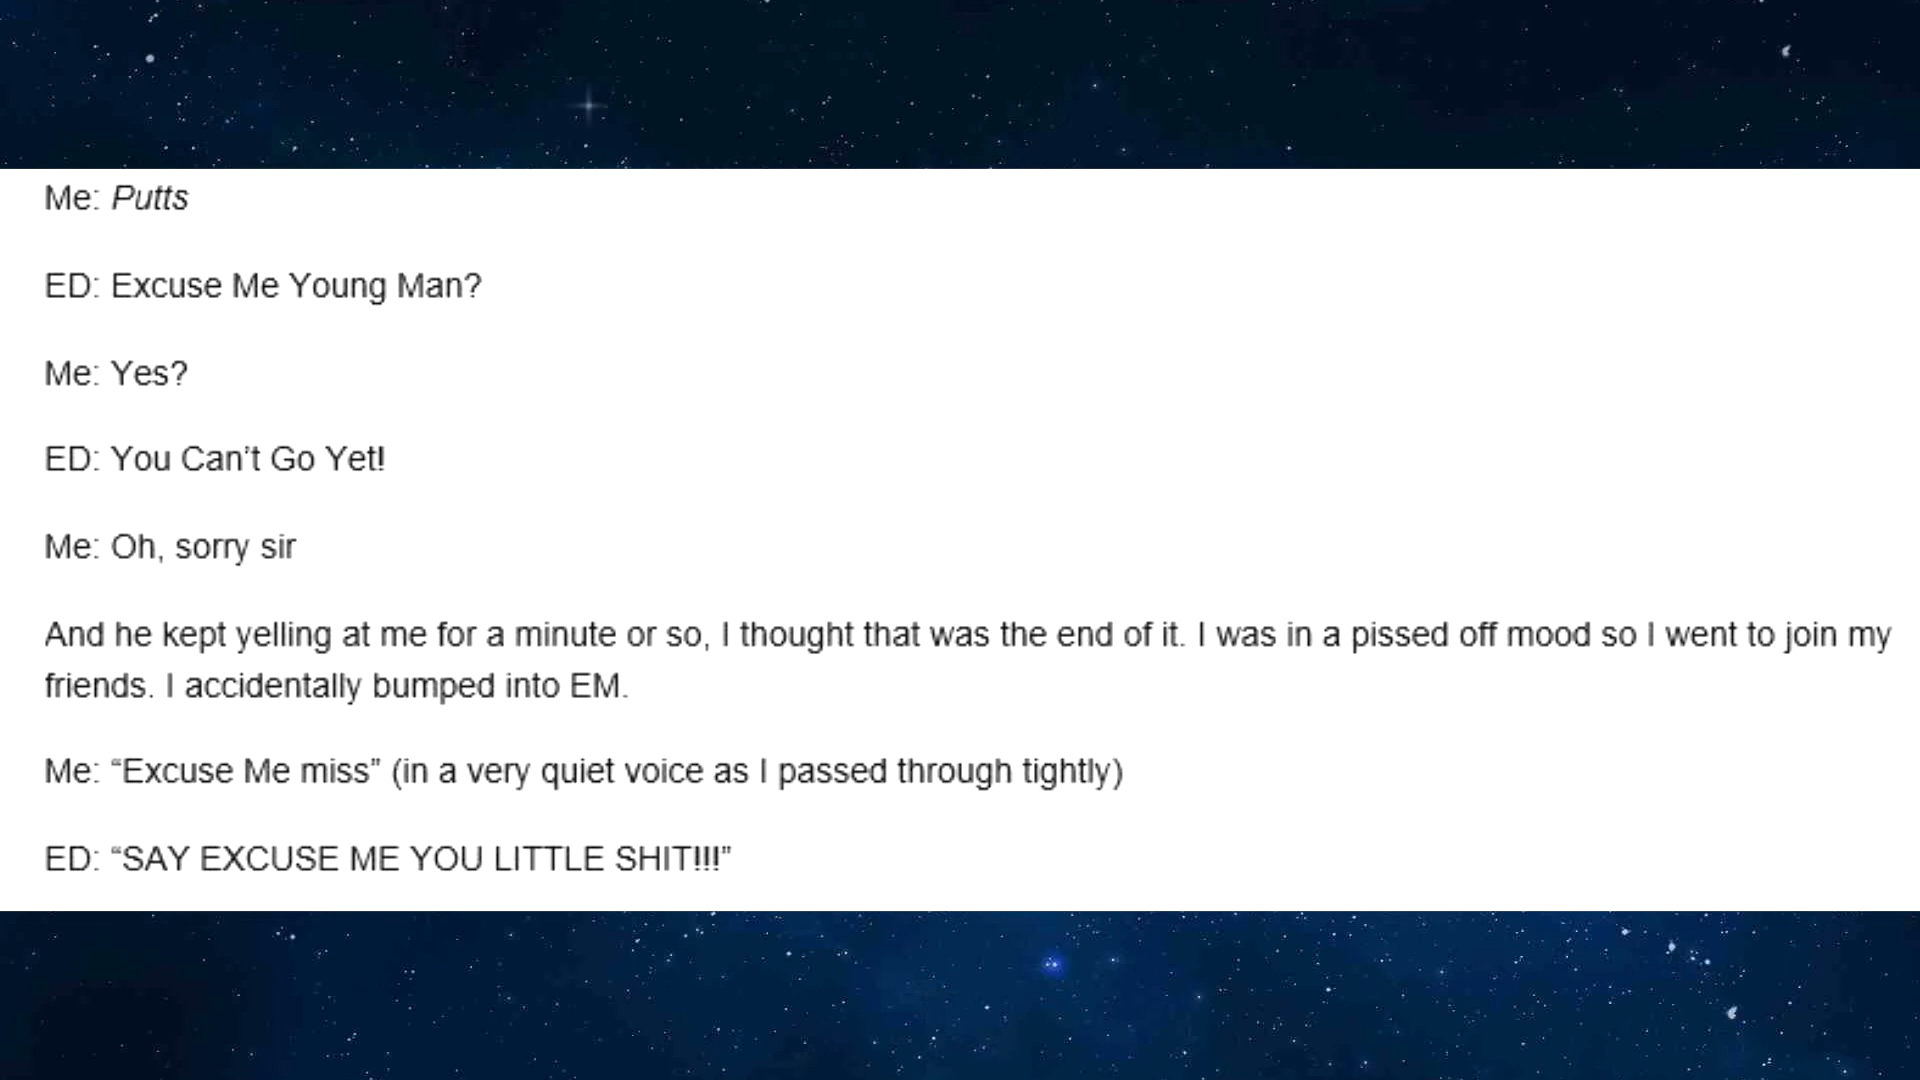 Me: Putts
ED: Excuse Me Young Man?
Me: Yes?
ED: You Can’t Go Yet!
Me: Oh, sorry sir
And he kept yelling at me for a minute or so, I thought that was the end of it. I was in a pissed off mood so I went to join my
friends. I accidentally bumped into EM.
Me: “Excuse Me miss” (in a very quiet voice as I passed through tightly)
ED: “SAY EXCUSE ME YOU LITTLE SHIT!!!”